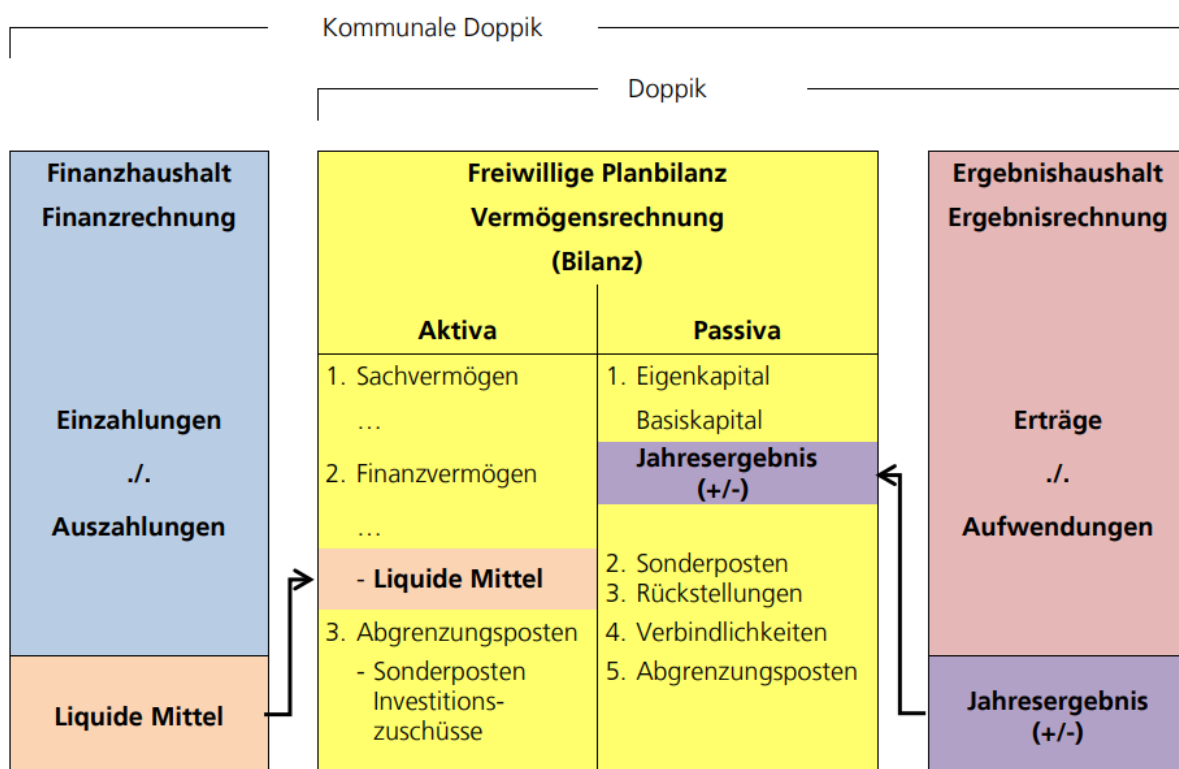 Kommunale Doppik
Doppik
Finanzhaushalt
Finanzrechnung
Einzahlungen
./.
Auszahlungen
Liquide Mittel
Freiwillige Planbilanz
Vermögensrechnung
(Bilanz)
Aktiva
1. Sachvermögen
...
2. Finanzvermögen
...
- Liquide Mittel
3. Abgrenzungsposten
- Sonderposten
Investitions-
zuschüsse
Passiva
1. Eigenkapital
Basiskapital
Jahresergebnis
(+/-)
2. Sonderposten
3. Rückstellungen
4. Verbindlichkeiten
5. Abgrenzungsposten
Ergebnishaushalt
Ergebnisrechnung
Erträge
./.
Aufwendungen
Jahresergebnis
(+/-)